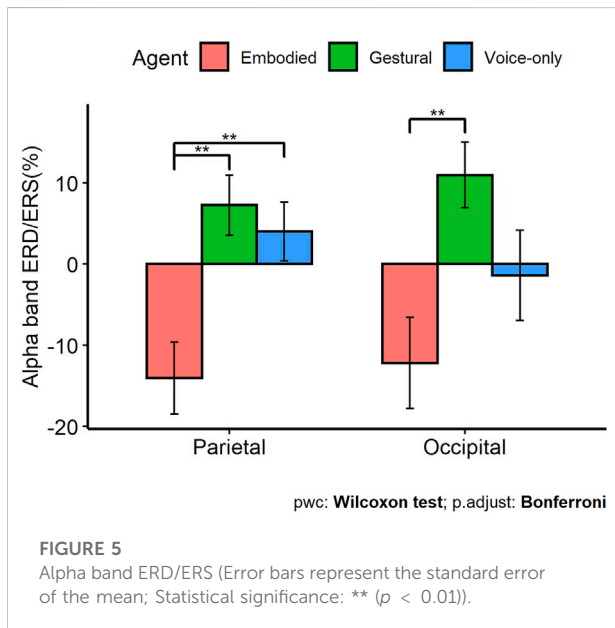 Agent Embodied Gestural Voice-only
Alpha band ERD/ERS(%)
10
0
-10
-20
**
**
**
Parietal Occipital
pwc: Wilcoxon test; p.adjust: Bonferroni
FIGURE 5
Alpha band ERD/ERS (Error bars represent the standard error
of the mean; Statistical significance: ** (p < 0.01)).